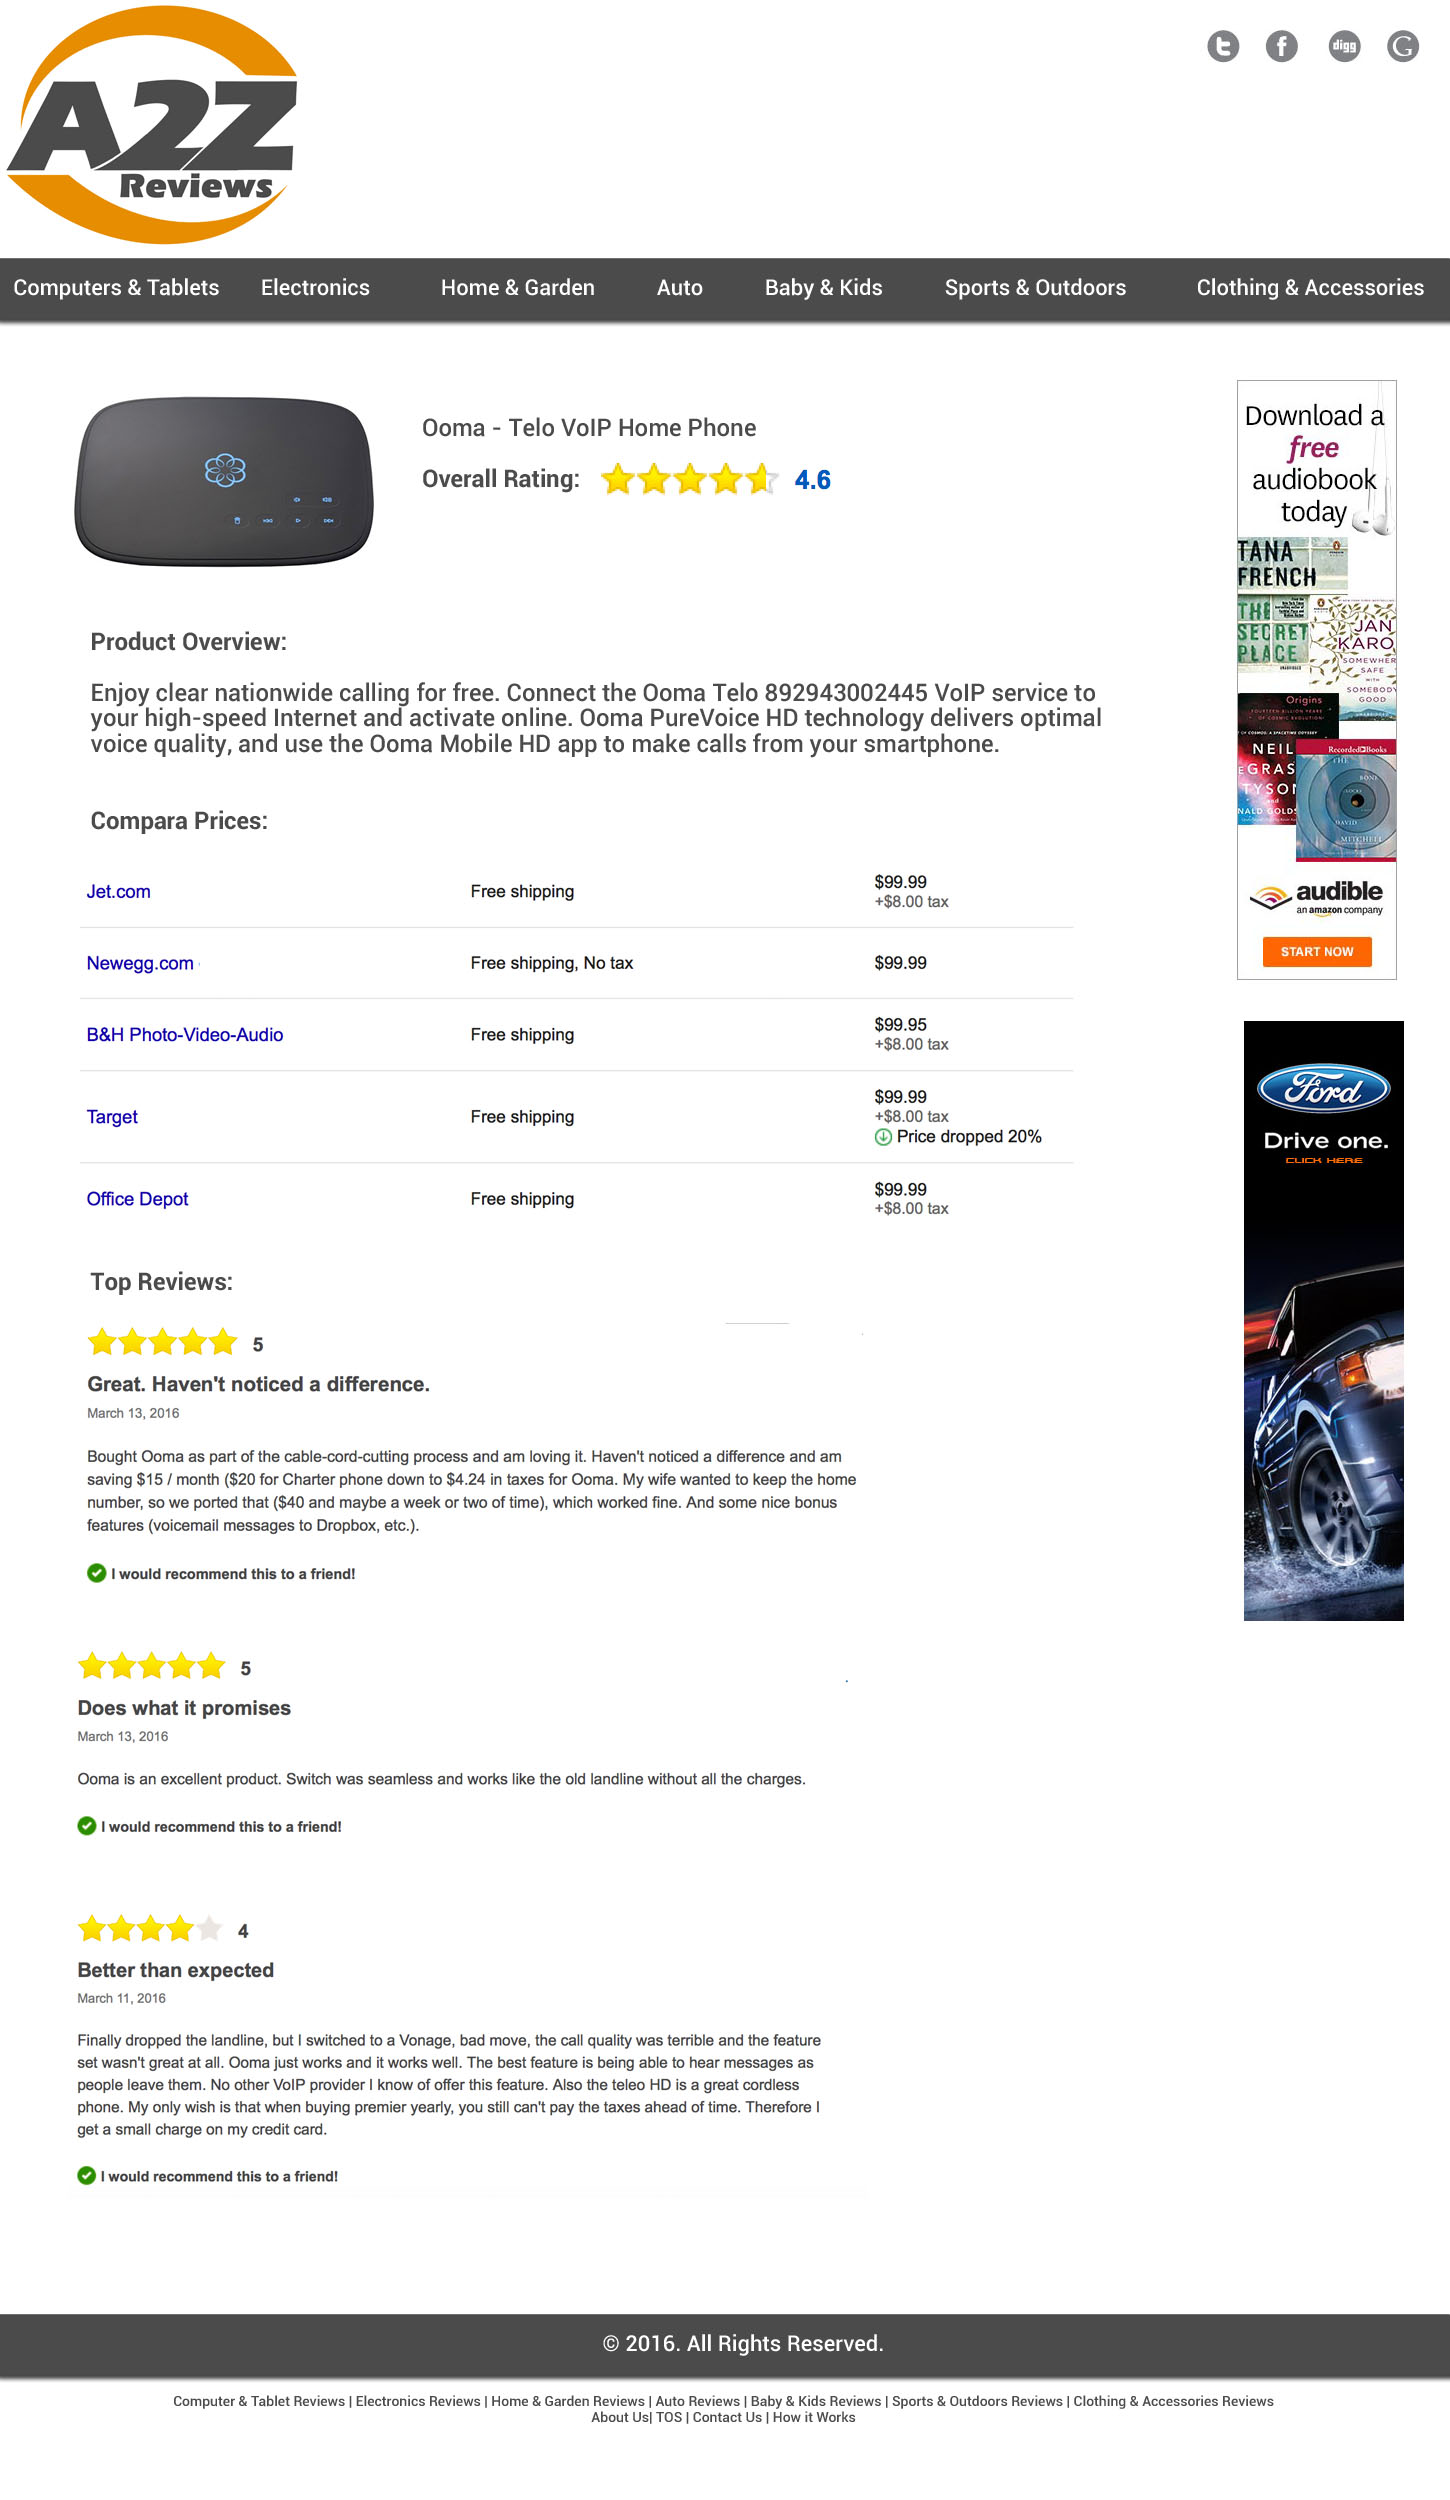 A2Z
Reviews
digg
Computers & Tablets Electronics Home & Garden Auto Baby & Kids Sports & Outdoors Clothing & Accessories
Ooma - Telo VoIP Home Phone
Overall Rating: 4.6
Product Overview:
Enjoy clear nationwide calling for free. Connect the Ooma Telo 892943002445 VoIP service to
your high-speed Internet and activate online. Ooma PureVoice HD technology delivers optimal
voice quality, and use the Ooma Mobile HD app to make calls from your smartphone.
Compara Prices:
Jet.com Free shipping $99.99
+$8.00 tax
Newegg.com Free shipping, No tax $99.99
B&H Photo-Video-Audio Free shipping $99.95
+$8.00 tax
Target Free shipping $99.99
+$8.00 tax
Price dropped 20%
Office Depot Free shipping $99.99
+$8.00 tax
Top Reviews:
5
Great. Haven't noticed a difference.
March 13, 2016
Bought Ooma as part of the cable-cord-cutting process and am loving it. Haven't noticed a difference and am
saving $15 / month ($20 for Charter phone down to $4.24 in taxes for Ooma. My wife wanted to keep the home
number, so we ported that ($40 and maybe a week or two of time), which worked fine. And some nice bonus
features (voicemail messages to Dropbox, etc.).
I would recommend this to a friend!
5
Does what it promises
March 13, 2016
Ooma is an excellent product. Switch was seamless and works like the old landline without all the charges.
I would recommend this to a friend!
4
Better than expected
March 11, 2016
Finally dropped the landline, but I switched to a Vonage, bad move, the call quality was terrible and the feature
set wasn't great at all. Ooma just works and it works well. The best feature is being able to hear messages as
people leave them. No other VoIP provider I know of offer this feature. Also the teleo HD is a great cordless
phone. My only wish is that when buying premier yearly, you still can't pay the taxes ahead of time. Therefore I
get a small charge on my credit card.
I would recommend this to a friend!
Download a
free
audiobook
today
TANA
FRENCH
THE
SECRET
PLACE
JAN
KARO
SOMEWHER
SAFE
WITH
SOMEBODY
GOOD
Origins
FOURTEEN BILLION YEARS
OF COSMIC EVOLUTION
NEIL
eGRAS
TYSON
and
NALD GOLDS
Recorded Books
THE
BONE
CLOCKS
DAVID
MITCHELL
audible
an amazon company
START NOW
Ford
Drive one.
CLICK HERE
© 2016. All Rights Reserved.
Computer & Tablet Reviews | Electronics Reviews | Home & Garden Reviews | Auto Reviews | Baby & Kids Reviews | Sports & Outdoors Reviews | Clothing & Accessories Reviews
About Us| TOS | Contact Us | How it Works